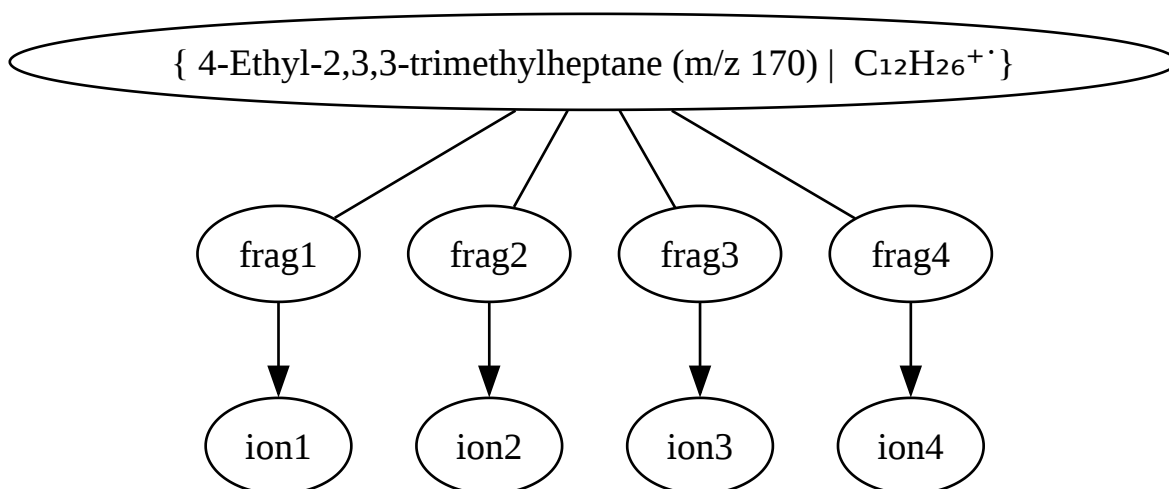 { 4-Ethyl-2,3,3-trimethylheptane (m/z 170) | C₁₂H₂₆⁺˙}
frag1 frag2 frag3 frag4
ion1 ion2 ion3 ion4